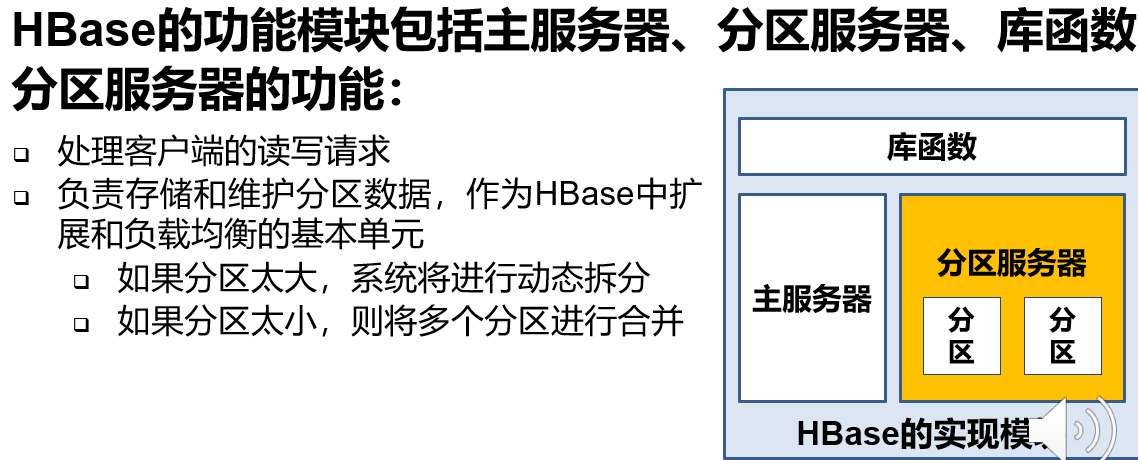 HBase的功能模块包括主服务器、分区服务器、库函数
分区服务器的功能：
处理客户端的读写请求
负责存储和维护分区数据，作为HBase中扩
展和负载均衡的基本单元
如果分区太大，系统将进行动态拆分
如果分区太小，则将多个分区进行合并
库函数
主服务器
分区服务器
分
区
分
区
HBase的实现模